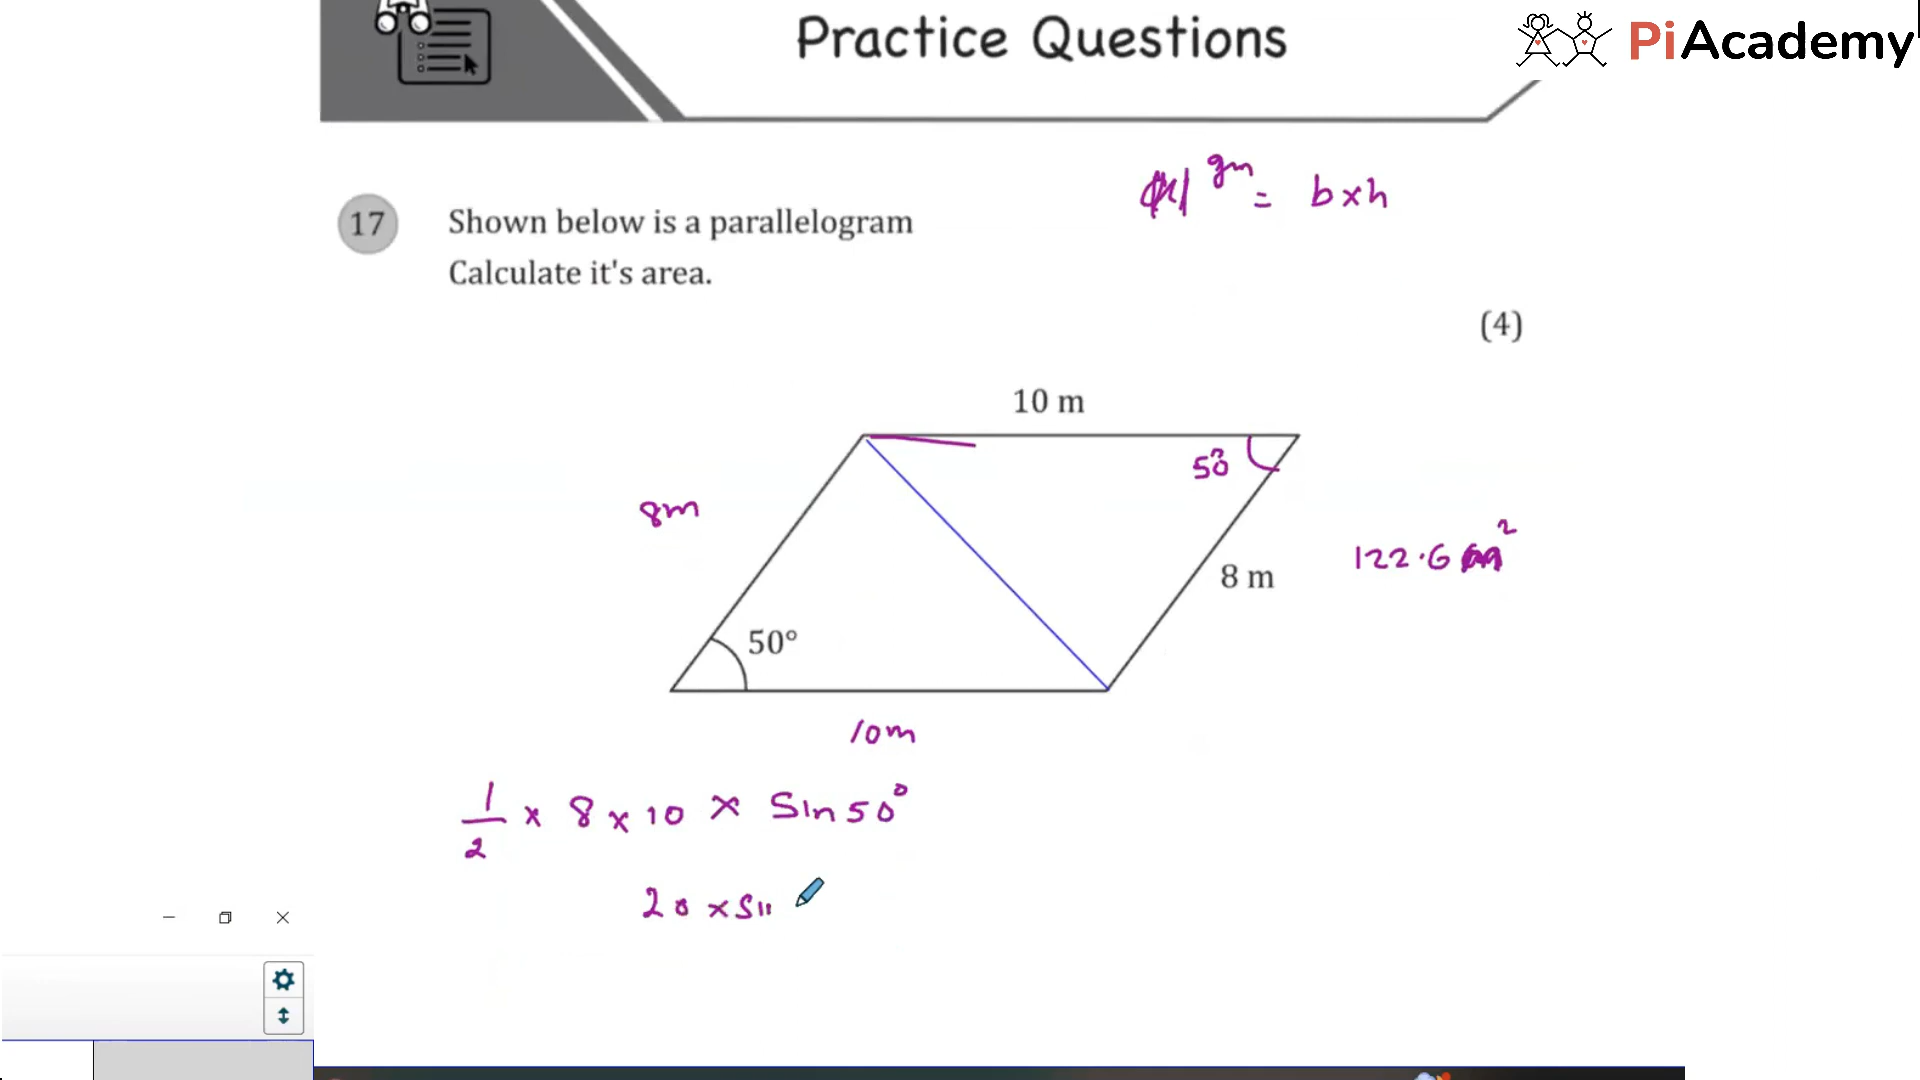 Practice Questions
PiAcademy
gm = b x h
17 Shown below is a parallelogram
Calculate it's area.
(4)
10 m
50°
8m
122.6 m²
8 m
50°
10m
1/2 x 8 x 10 x Sin 50°
20 x Si